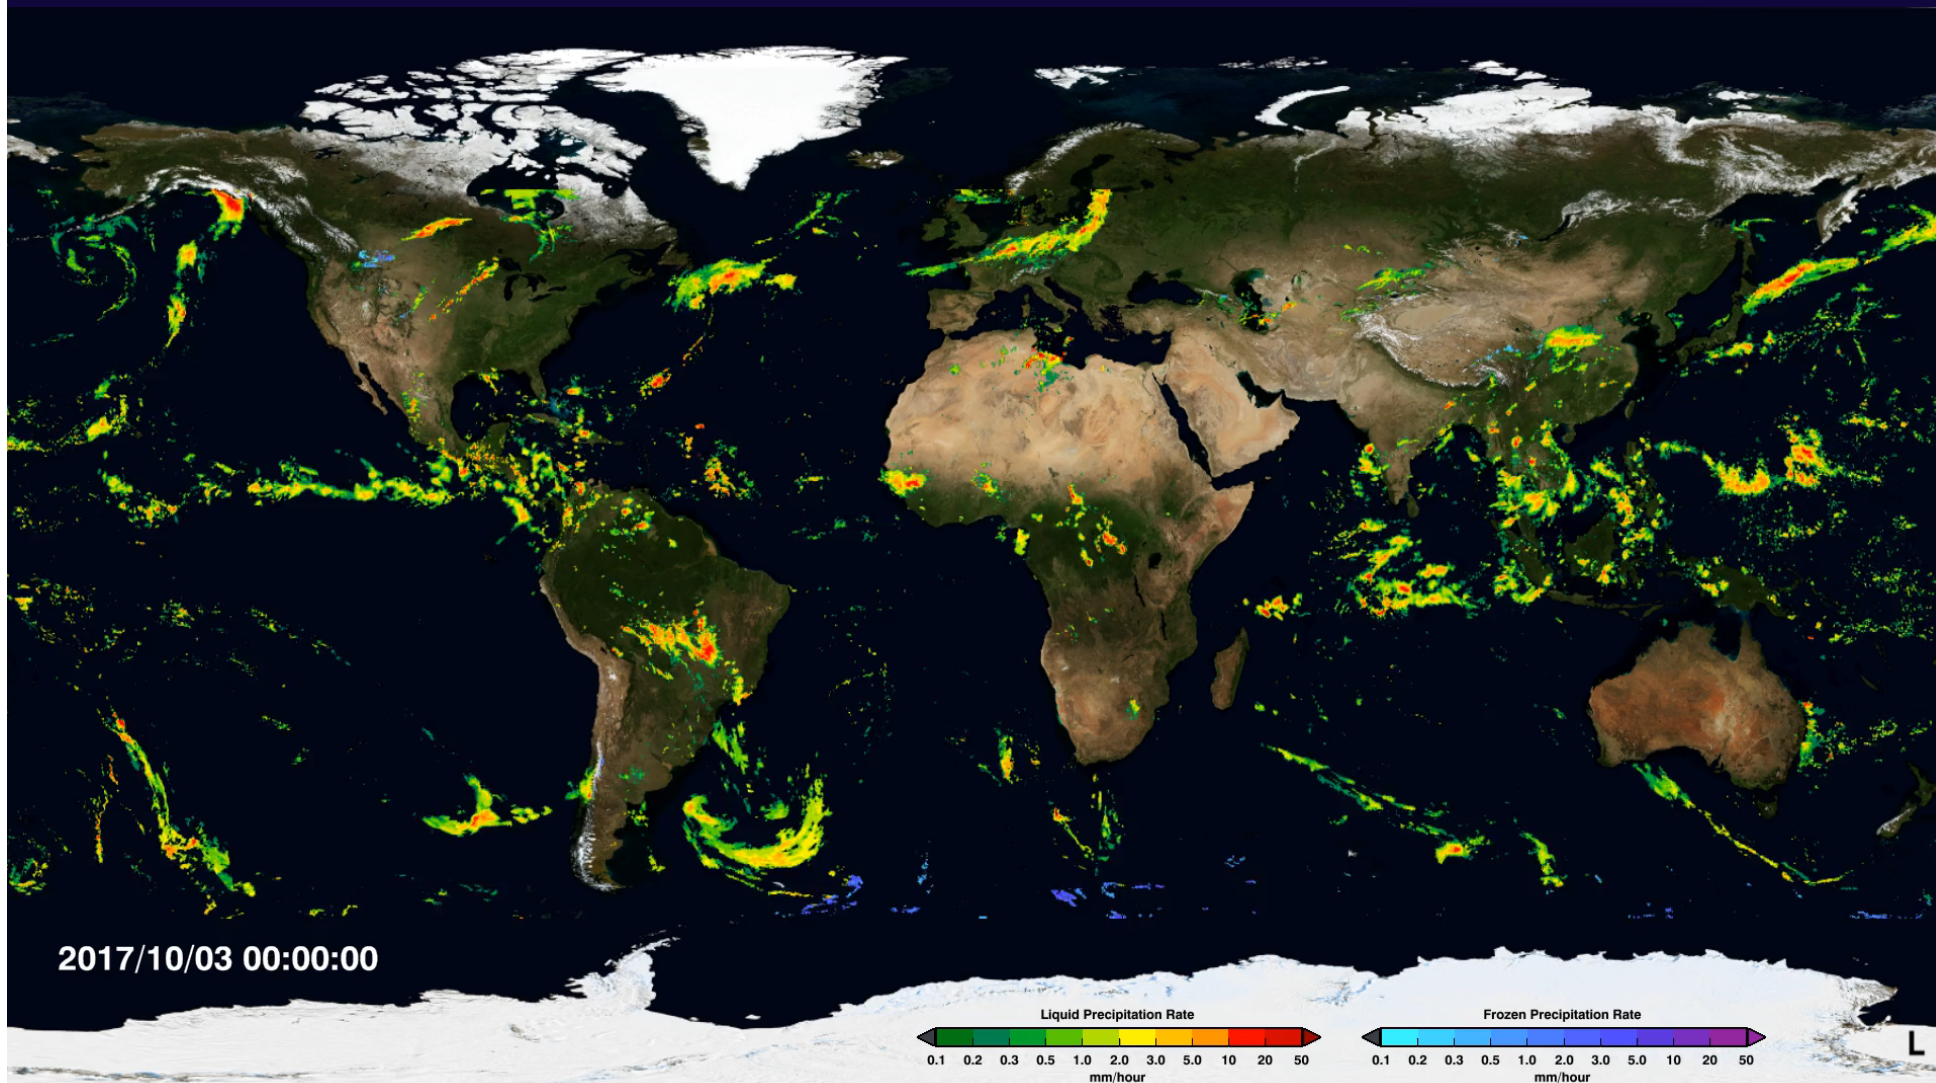 2017/10/03 00:00:00
Liquid Precipitation Rate
0.1 0.2 0.3 0.5 1.0 2.0 3.0 5.0 10 20 50
mm/hour
Frozen Precipitation Rate
0.1 0.2 0.3 0.5 1.0 2.0 3.0 5.0 10 20 50
mm/hour
L